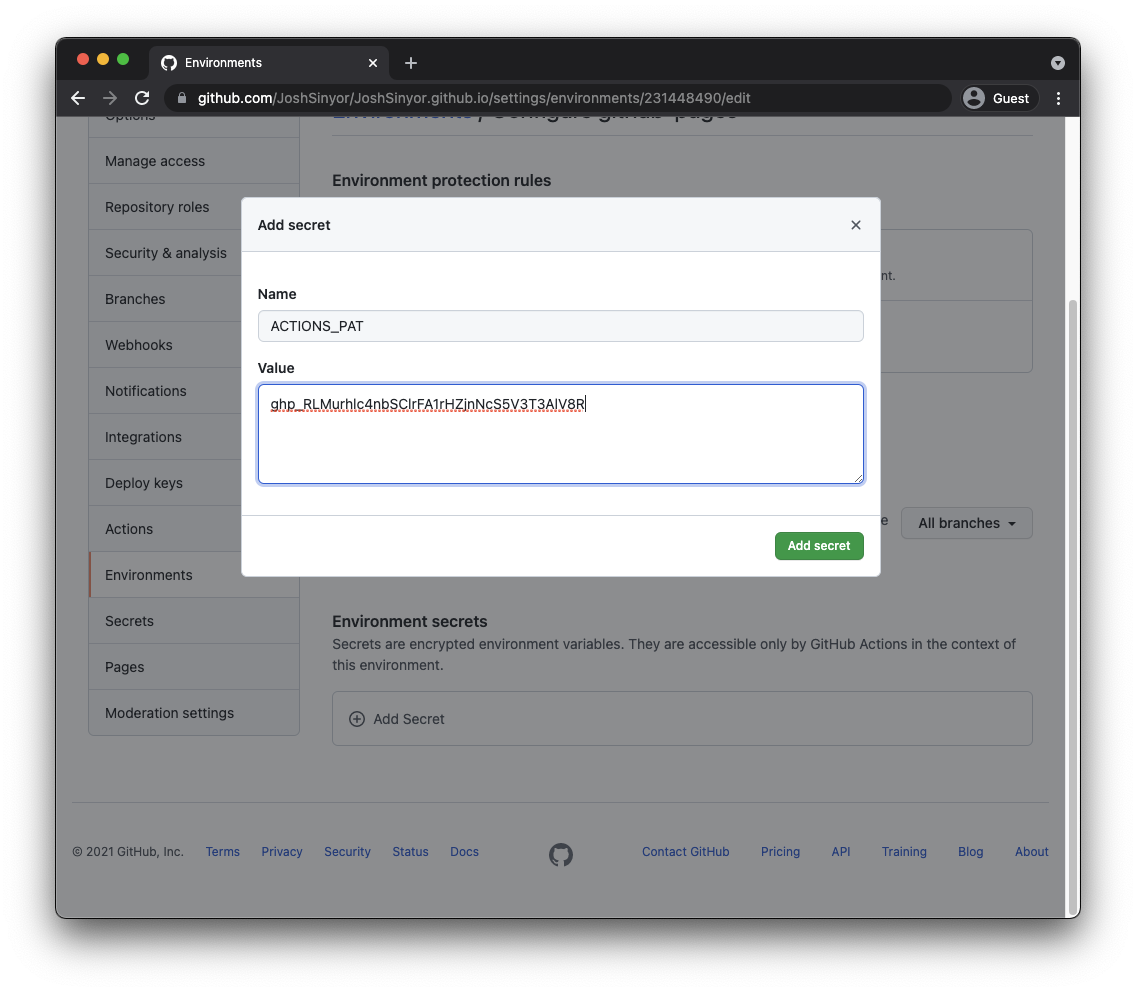 Environments
github.com/JoshSinyor/JoshSinyor.github.io/settings/environments/231448490/edit
Guest
Options
Environments / Configure github-pages
Manage access
Environment protection rules
Repository roles
Add secret
Security & analysis
nt.
Name
Branches
ACTIONS_PAT
Webhooks
Value
Notifications
Integrations
Deploy keys
Actions
e
All branches
Add secret
Environments
Secrets
Environment secrets
Secrets are encrypted environment variables. They are accessible only by GitHub Actions in the context of
this environment.
Pages
Moderation settings
Add Secret
© 2021 GitHub, Inc.
Terms
Privacy
Security
Status
Docs
Contact GitHub
Pricing
API
Training
Blog
About